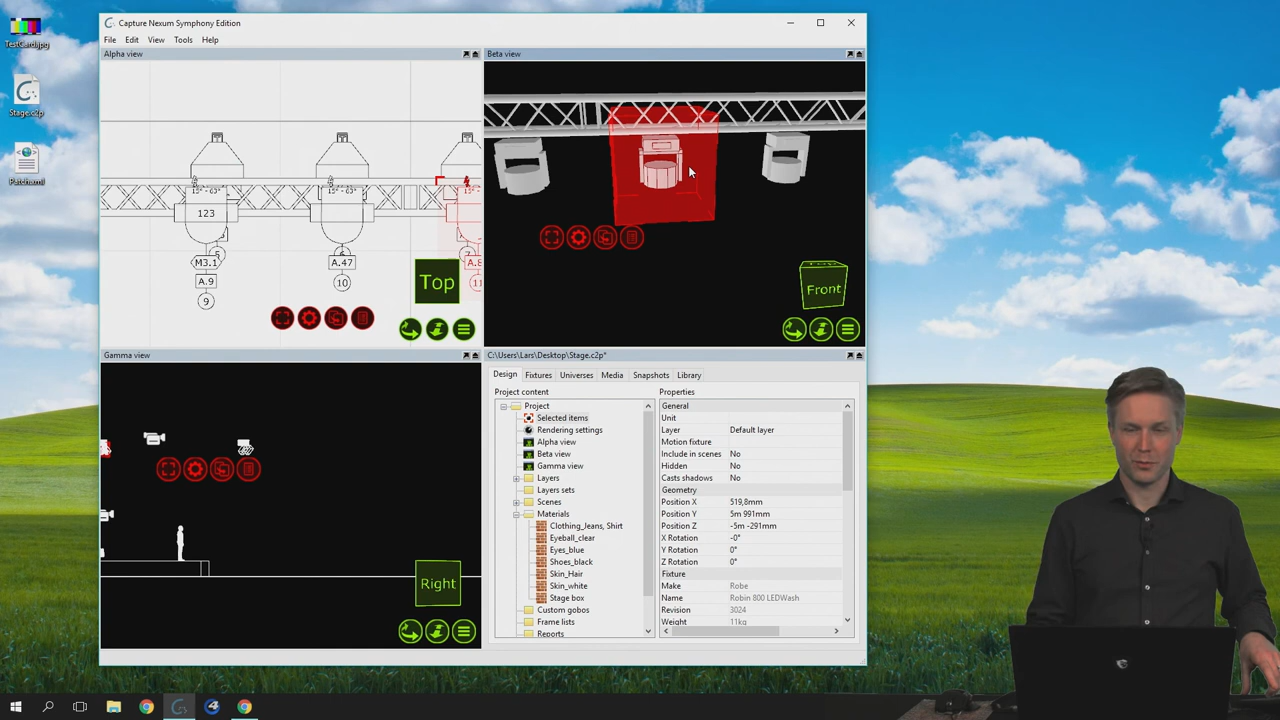 TestCard.jpg
Stage.c2p
Patch.xml
Capture Nexum Symphony Edition
File Edit View Tools Help
Alpha view
15° - 63°
15° - 63°
123
M3.1
A.9
9
A.47
10
Top
Beta view
Front
Gamma view
Right
C:\Users\Lars\Desktop\Stage.c2p*
Design Fixtures Universes Media Snapshots Library
Project content
Project
Selected items
Rendering settings
Alpha view
Beta view
Gamma view
Layers
Layers sets
Scenes
Materials
Clothing_Jeans, Shirt
Eyeball_clear
Eyes_blue
Shoes_black
Skin_Hair
Skin_white
Stage box
Custom gobos
Frame lists
Reports
Properties
General
Unit
Layer Default layer
Motion fixture
Include in scenes No
Hidden No
Casts shadows No
Geometry
Position X 519,8mm
Position Y 5m 991mm
Position Z -5m -291mm
X Rotation -0°
Y Rotation 0°
Z Rotation 0°
Fixture
Make Robe
Name Robin 800 LEDWash
Revision 3024
Weight 11kg